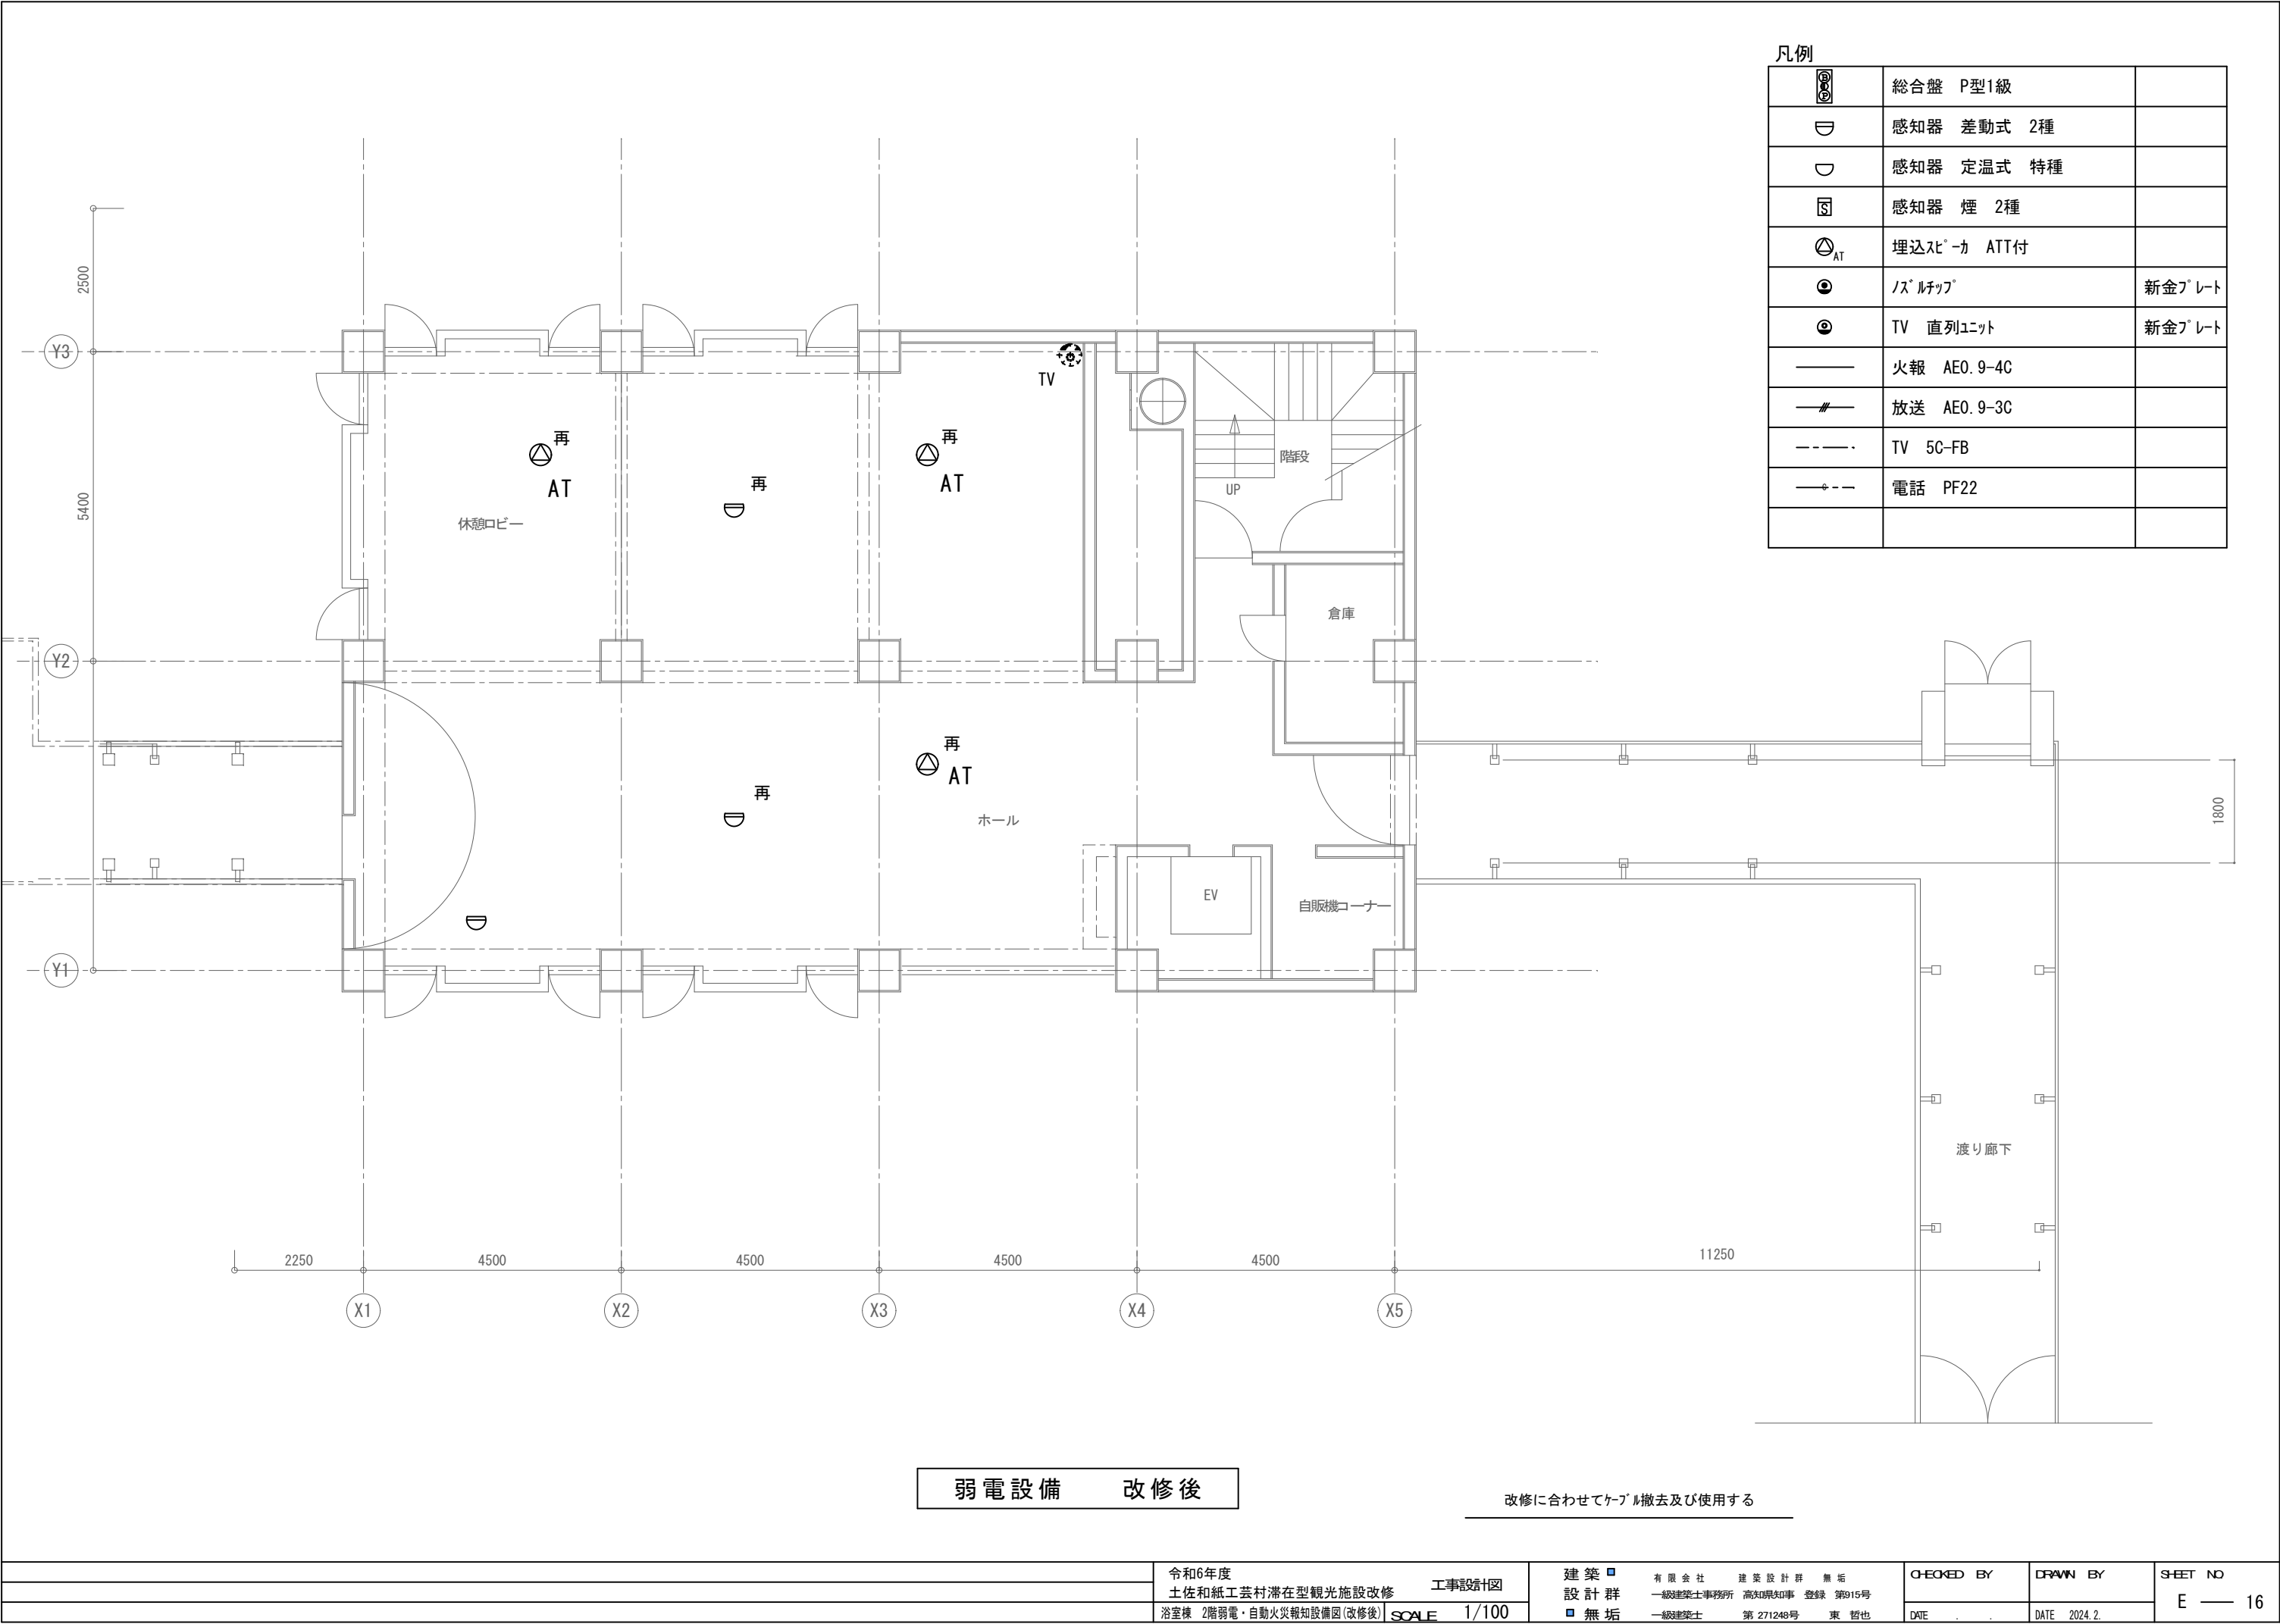 凡例
B
P
総合盤　P型1級
感知器　差動式　2種
感知器　定温式　特種
S
感知器　煙　2種
AT
埋込ｽﾋﾟｰｶ　ATT付
ﾉｽﾞﾙﾁｯﾌﾟ
新金ﾌﾟﾚｰﾄ
TV　直列ﾕﾆｯﾄ
新金ﾌﾟﾚｰﾄ
火報　AE0.9-4C
放送　AE0.9-3C
TV　5C-FB
電話　PF22
2500
5400
Y3
Y2
Y1
TV
再
AT
再
再
AT
休憩ロビー
階段
UP
倉庫
再
AT
再
ホール
EV
自販機コーナー
1800
渡り廊下
2250
4500
4500
4500
4500
11250
X1
X2
X3
X4
X5
弱電設備　改修後
改修に合わせてｹｰﾌﾞﾙ撤去及び使用する
令和6年度
土佐和紙工芸村滞在型観光施設改修　工事設計図
浴室棟　2階弱電・自動火災報知設備図(改修後)
SCALE　1/100
建築
設計群
無垢
有限会社　建築設計群　無垢
一級建築士事務所　高知県知事　登録　第915号
一級建築士　第 271248号　東　哲也
CHECKED BY
DATE　.　.
DRAWN BY
DATE　2024.2.
SHEET NO
E — 16